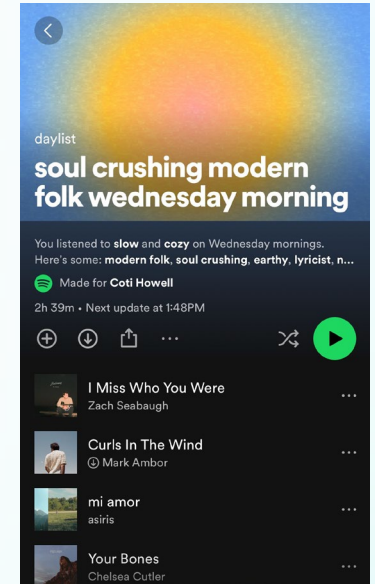 daylist
soul crushing modern
folk wednesday morning
You listened to slow and cozy on Wednesday mornings.
Here's some: modern folk, soul crushing, earthy, lyricist, n...
Made for Coti Howell
2h 39m • Next update at 1:48PM
I Miss Who You Were
Zach Seabaugh
Curls In The Wind
Mark Ambor
mi amor
asiris
Your Bones
Chelsea Cutler